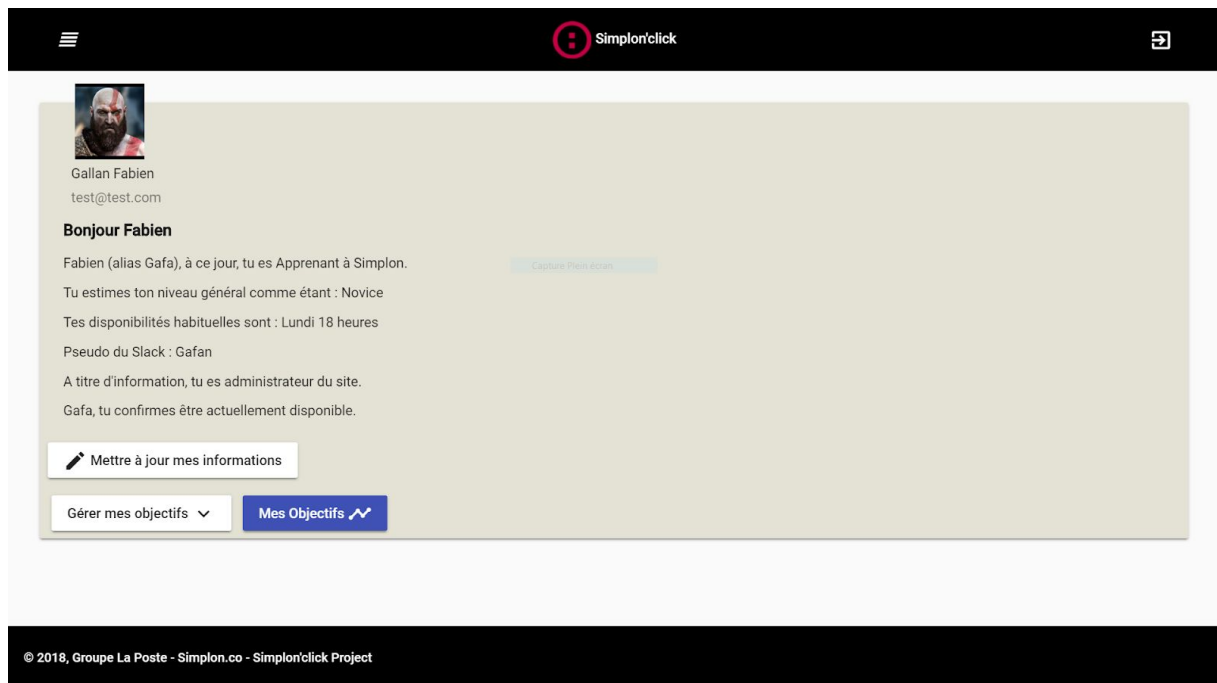 Simplon'click
Gallan Fabien
test@test.com
Bonjour Fabien
Fabien (alias Gafa), à ce jour, tu es Apprenant à Simplon.
Capture Plein écran
Tu estimes ton niveau général comme étant : Novice
Tes disponibilités habituelles sont : Lundi 18 heures
Pseudo du Slack : Gafan
A titre d'information, tu es administrateur du site.
Gafa, tu confirmes être actuellement disponible.
Mettre à jour mes informations
Gérer mes objectifs
Mes Objectifs
© 2018, Groupe La Poste - Simplon.co - Simplon'click Project